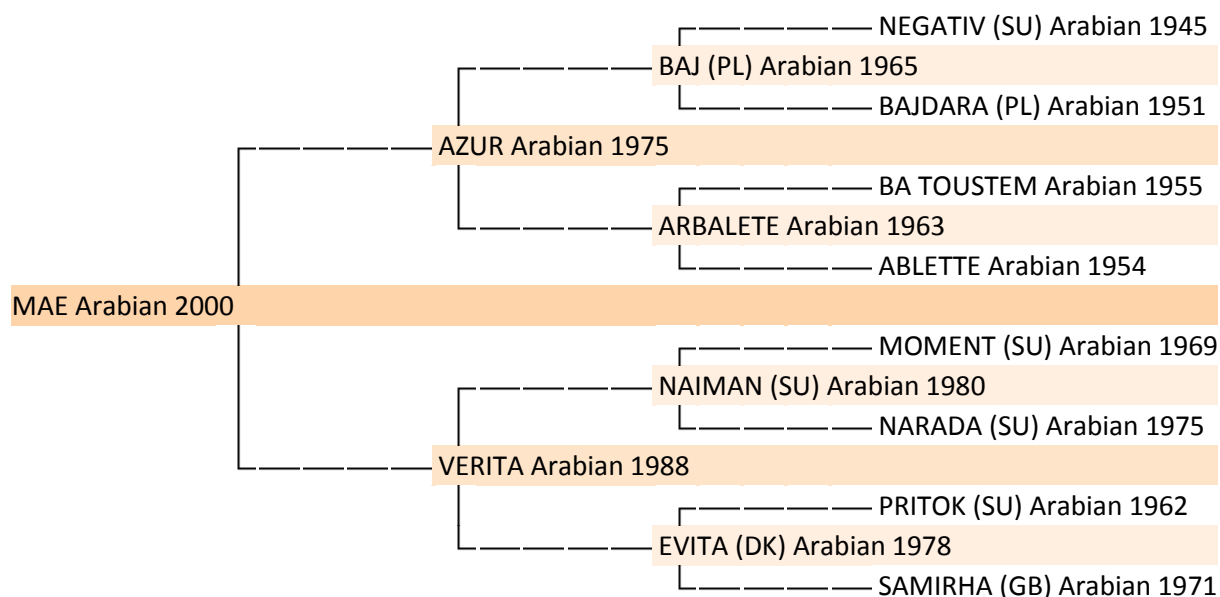 NEGATIV (SU) Arabian 1945
BAJ (PL) Arabian 1965
BAJDARA (PL) Arabian 1951
AZUR Arabian 1975
BA TOUSTEM Arabian 1955
ARBALETE Arabian 1963
ABLETTE Arabian 1954
MAE Arabian 2000
MOMENT (SU) Arabian 1969
NAIMAN (SU) Arabian 1980
NARADA (SU) Arabian 1975
VERITA Arabian 1988
PRITOK (SU) Arabian 1962
EVITA (DK) Arabian 1978
SAMIRHA (GB) Arabian 1971